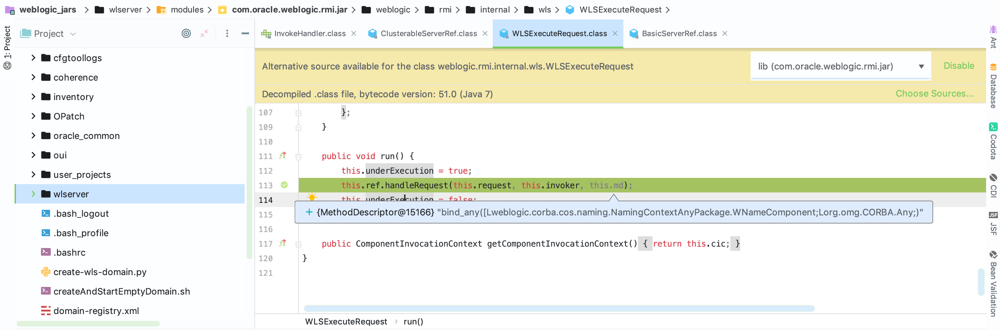 weblogic_jars > wlserver > modules > com.oracle.weblogic.rmi.jar > weblogic > rmi > internal > wls > WLSExecuteRequest >
1: Project
Project
cfgtoollogs
coherence
inventory
OPatch
oracle_common
oui
user_projects
wlserver
.bash_logout
.bash_profile
.bashrc
create-wls-domain.py
createAndStartEmptyDomain.sh
domain-registry.xml
InvokeHandler.class × ClusterableServerRef.class × WLSExecuteRequest.class × BasicServerRef.class ×
Alternative source available for the class weblogic.rmi.internal.wls.WLSExecuteRequest lib (com.oracle.weblogic.rmi.jar) Disable
Decompiled .class file, bytecode version: 51.0 (Java 7) Choose Sources...
107 };
109 }
110
111 public void run() {
112 this.underExecution = true;
113 this.ref.handleRequest(this.request, this.invoker, this.md);
114 this.underExecution = false;
115 + {MethodDescriptor@15166} "bind_any([Lweblogic.corba.cos.naming.NamingContextAnyPackage.WNameComponent;Lorg.omg.CORBA.Any;)"
116
117 public ComponentInvocationContext getComponentInvocationContext() { return this.cic; }
120 }
121
WLSExecuteRequest > run()
Ant
Database
Codota
CDI
JSF
JSF
Bean Validation